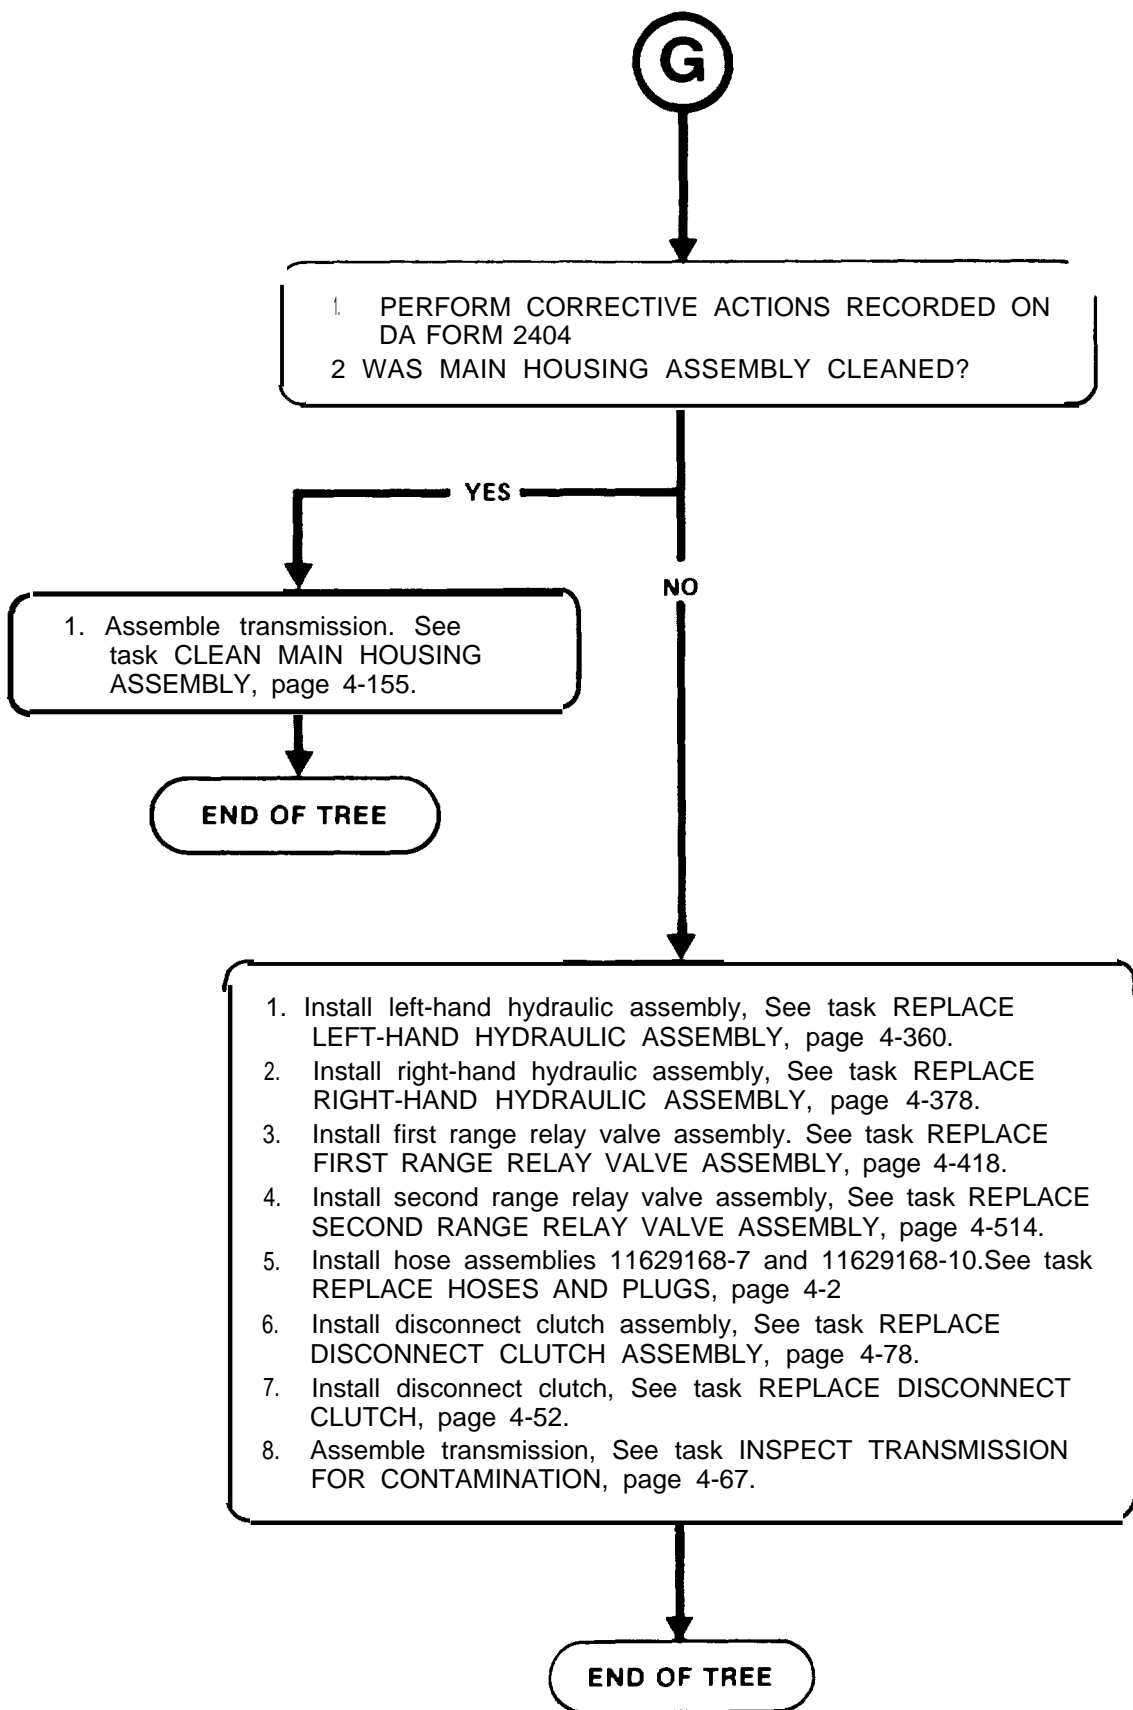 G
1. PERFORM CORRECTIVE ACTIONS RECORDED ON
DA FORM 2404
2 WAS MAIN HOUSING ASSEMBLY CLEANED?
YES
NO
1. Assemble transmission. See
task CLEAN MAIN HOUSING
ASSEMBLY, page 4-155.
END OF TREE
1. Install left-hand hydraulic assembly, See task REPLACE
LEFT-HAND HYDRAULIC ASSEMBLY, page 4-360.
2. Install right-hand hydraulic assembly, See task REPLACE
RIGHT-HAND HYDRAULIC ASSEMBLY, page 4-378.
3. Install first range relay valve assembly. See task REPLACE
FIRST RANGE RELAY VALVE ASSEMBLY, page 4-418.
4. Install second range relay valve assembly, See task REPLACE
SECOND RANGE RELAY VALVE ASSEMBLY, page 4-514.
5. Install hose assemblies 11629168-7 and 11629168-10.See task
REPLACE HOSES AND PLUGS, page 4-2
6. Install disconnect clutch assembly, See task REPLACE
DISCONNECT CLUTCH ASSEMBLY, page 4-78.
7. Install disconnect clutch, See task REPLACE DISCONNECT
CLUTCH, page 4-52.
8. Assemble transmission, See task INSPECT TRANSMISSION
FOR CONTAMINATION, page 4-67.
END OF TREE